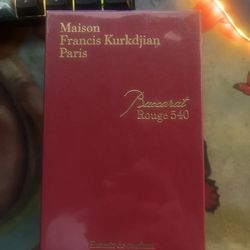 Maison
Francis Kurkdjian
Paris
Baccarat
Rouge 540
Extrait de parfum